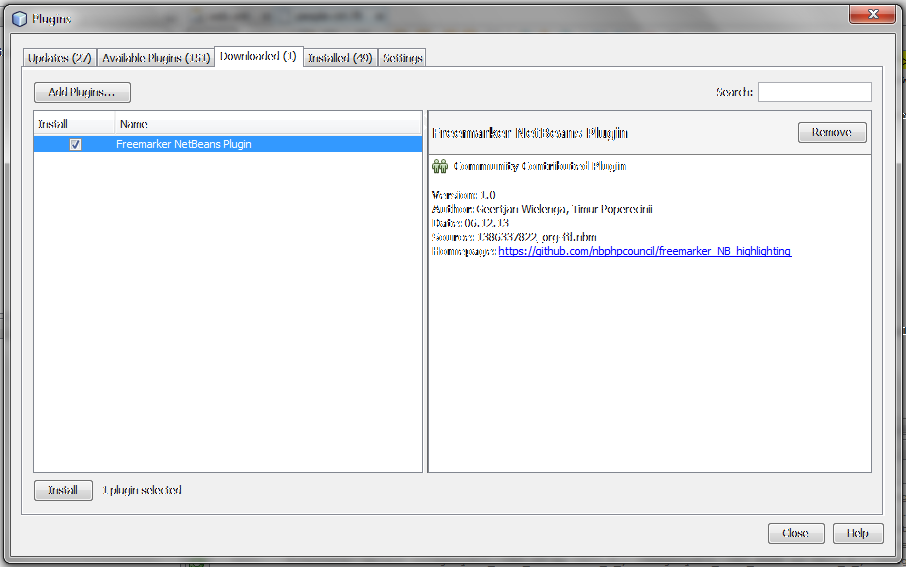 Plugins
Updates (27) Available Plugins (151) Downloaded (1) Installed (49) Settings
Add Plugins... Search:
Install Name
Freemarker NetBeans Plugin
Freemarker NetBeans Plugin Remove
Community Contributed Plugin
Version: 1.0
Author: Geertjan Wielenga, Timur Poperecinii
Date: 06.12.13
Source: 1386337822_org-ftl.nbm
Homepage: https://github.com/nbphpcouncil/freemarker_NB_highlighting
Install 1 plugin selected
Close Help